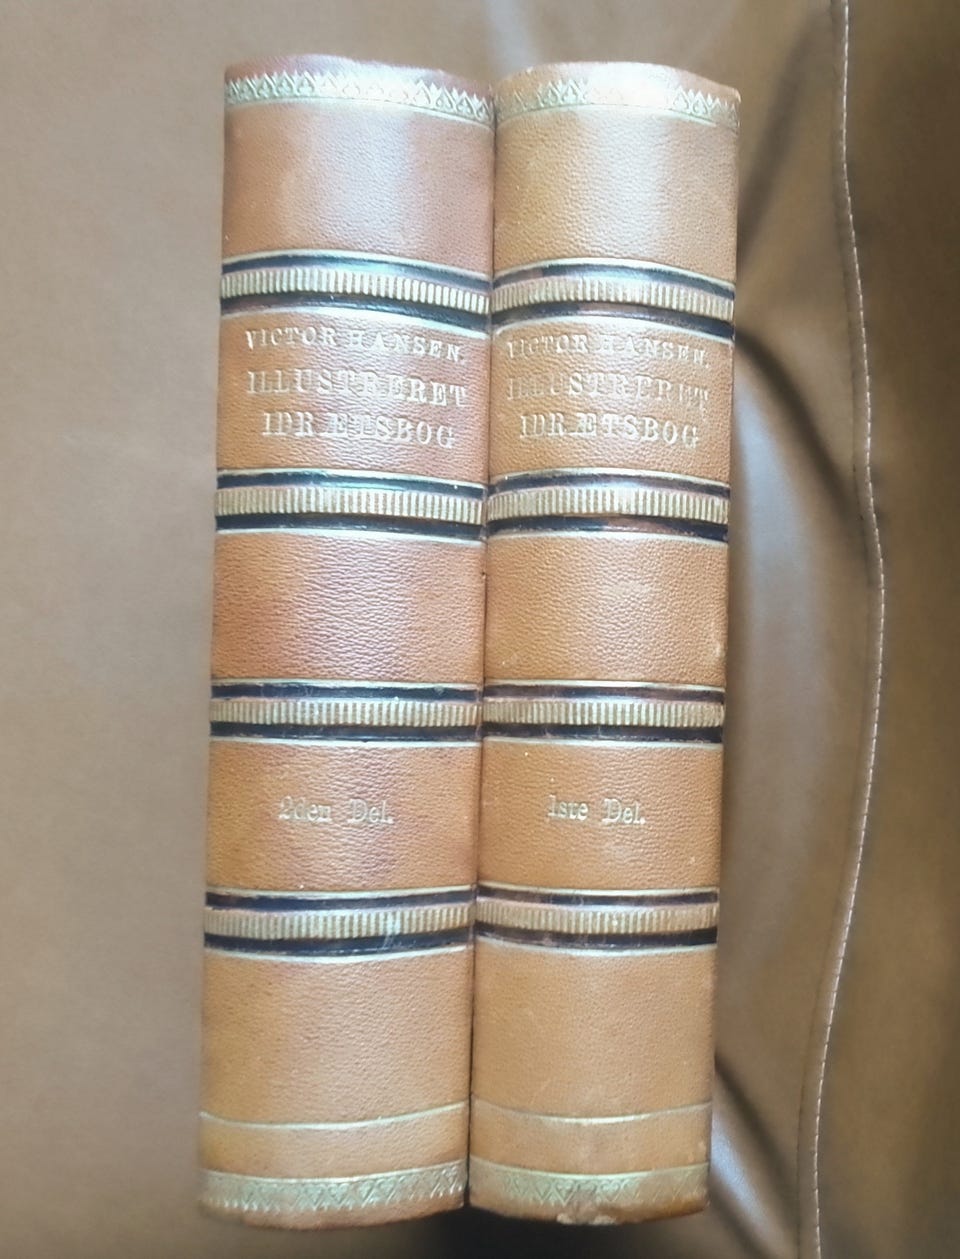 VICTOR HANSEN.
ILLUSTRERET
IDRÆTSBOG
2den Del.
VICTOR HANSEN.
ILLUSTRERET
IDRÆTSBOG
1ste Del.